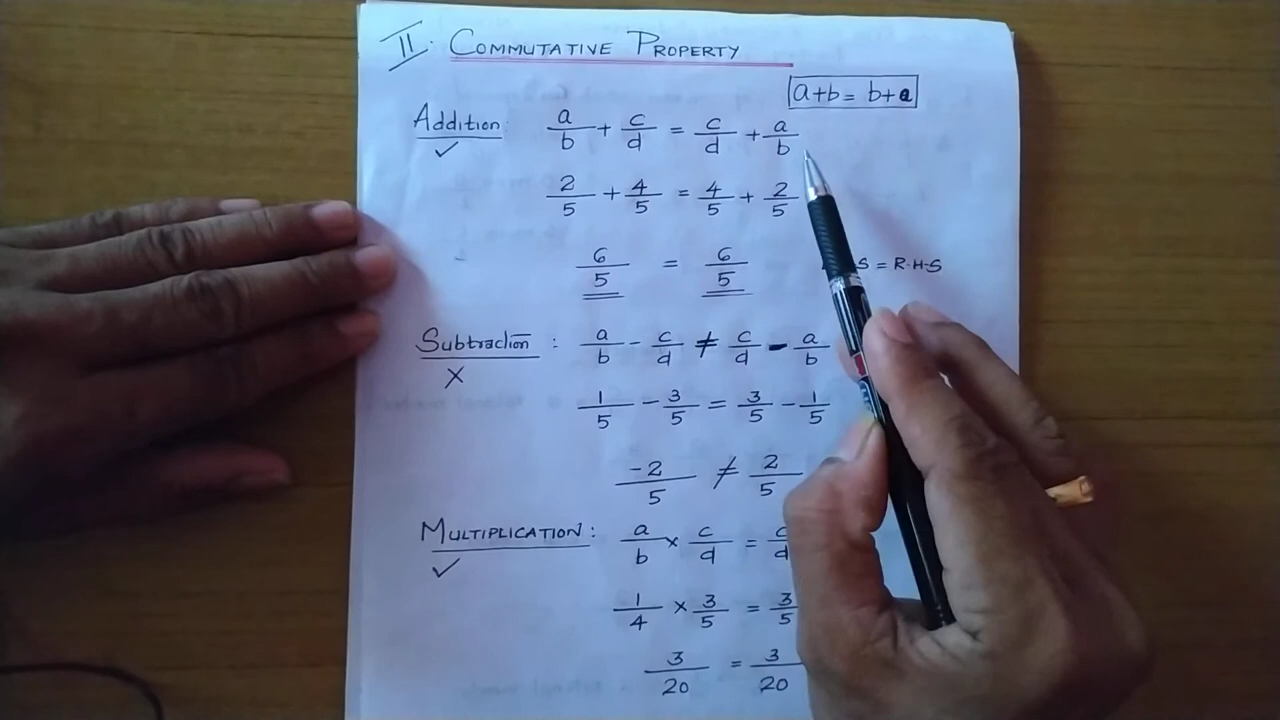 II. COMMUTATIVE PROPERTY
a+b = b+a
Addition: a/b + c/d = c/d + a/b
2/5 + 4/5 = 4/5 + 2/5
6/5 = 6/5 S = R.H.S
Subtraction : a/b - c/d ≠ c/d - a/b
1/5 - 3/5 = 3/5 - 1/5
-2/5 ≠ 2/5
MULTIPLICATION: a/b × c/d = c/d
1/4 × 3/5 = 3/5
3/20 = 3/20